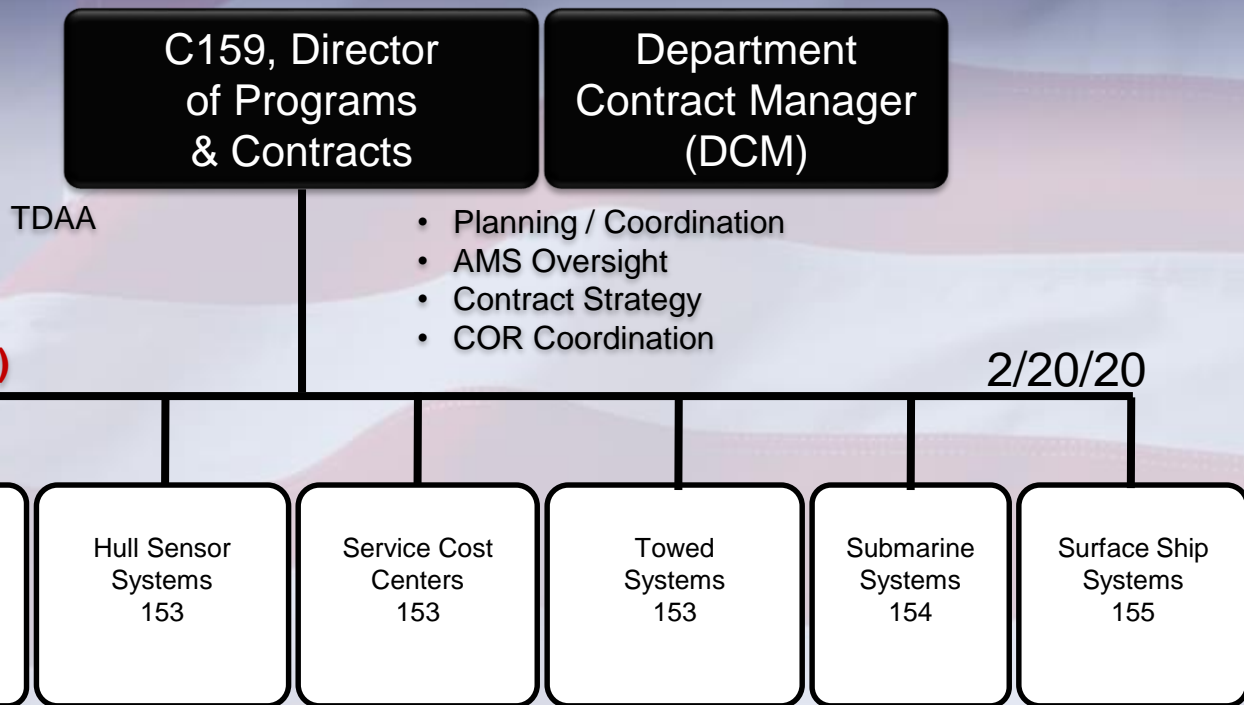 C159, Director
of Programs
& Contracts
Department
Contract Manager
(DCM)
TDAA
• Planning / Coordination
• AMS Oversight
• Contract Strategy
• COR Coordination
)
2/20/20
Hull Sensor
Systems
153
Service Cost
Centers
153
Towed
Systems
153
Submarine
Systems
154
Surface Ship
Systems
155